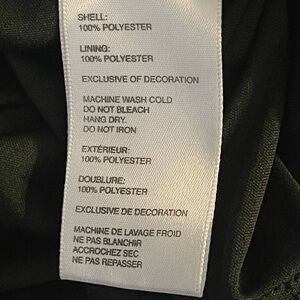 SHELL:
100% POLYESTER
LINING:
100% POLYESTER
EXCLUSIVE OF DECORATION
MACHINE WASH COLD
DO NOT BLEACH
HANG DRY.
DO NOT IRON
EXTÉRIEUR:
100% POLYESTER
DOUBLURE:
100% POLYESTER
EXCLUSIVE DE DECORATION
MACHINE DE LAVAGE FROID
NE PAS BLANCHIR
ACCROCHEZ SEC
NE PAS REPASSER